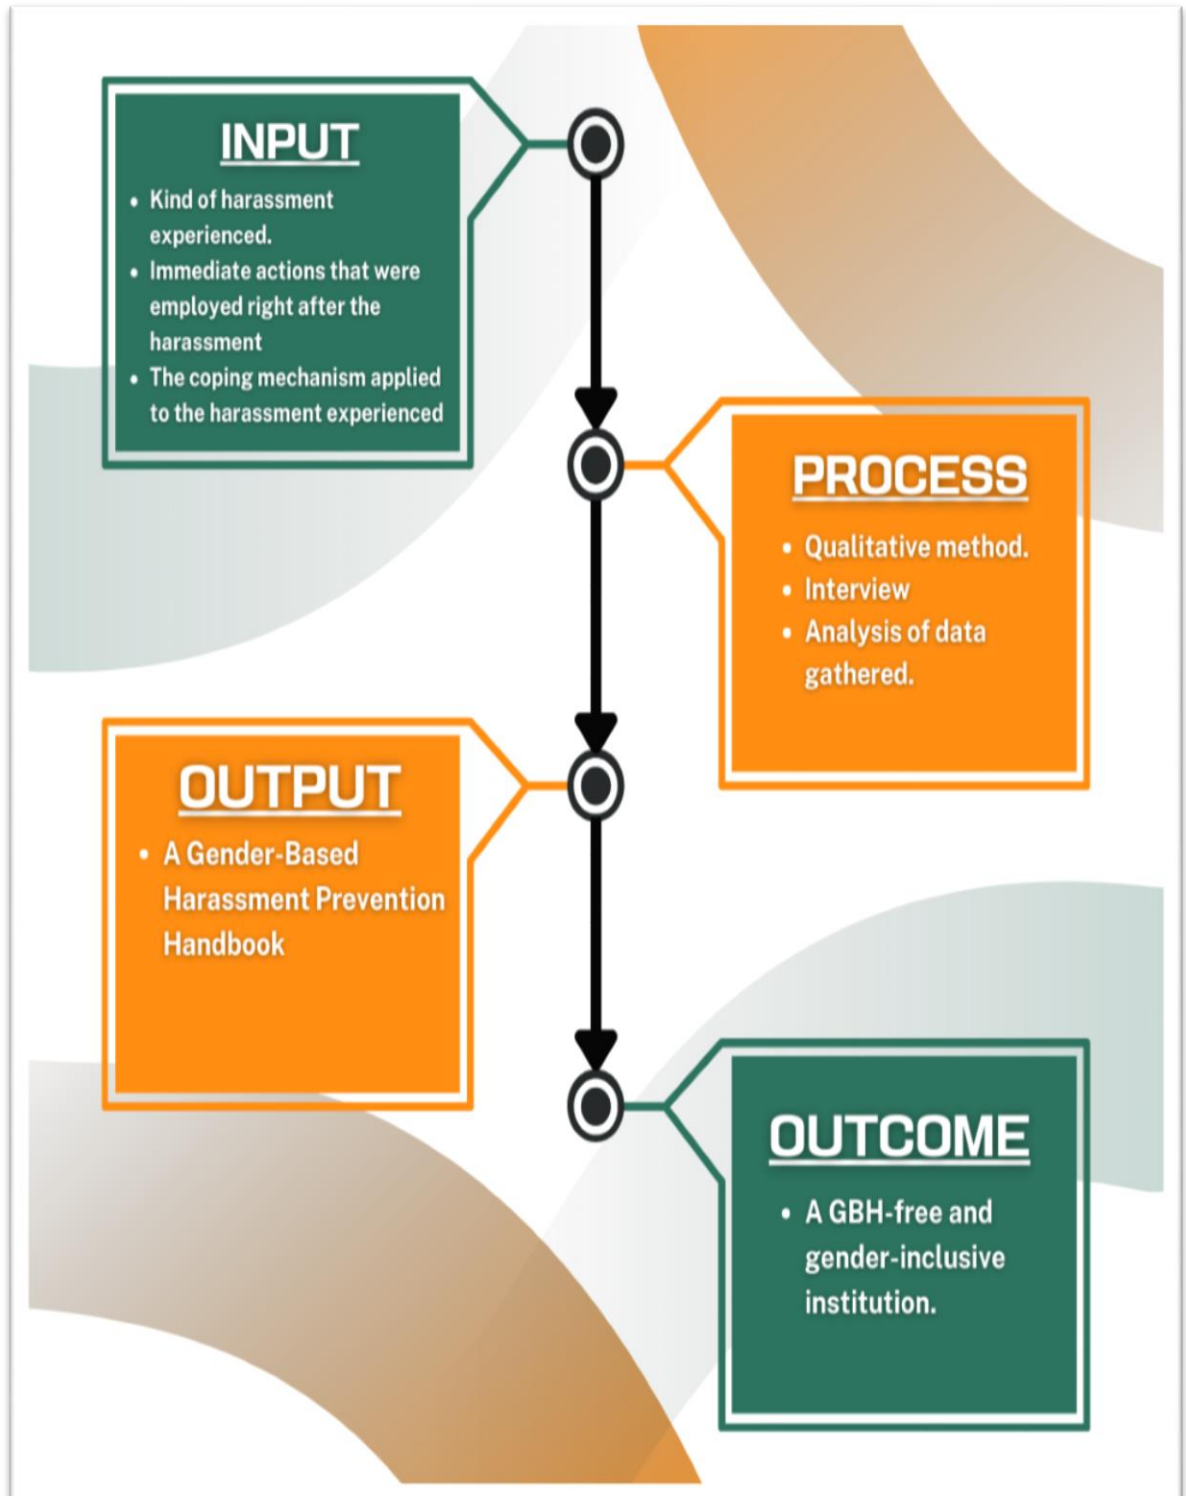 INPUT
• Kind of harassment
experienced.
• Immediate actions that were
employed right after the
harassment
• The coping mechanism applied
to the harassment experienced
PROCESS
• Qualitative method.
• Interview
• Analysis of data
gathered.
OUTPUT
• A Gender-Based
Harassment Prevention
Handbook
OUTCOME
• A GBH-free and
gender-inclusive
institution.